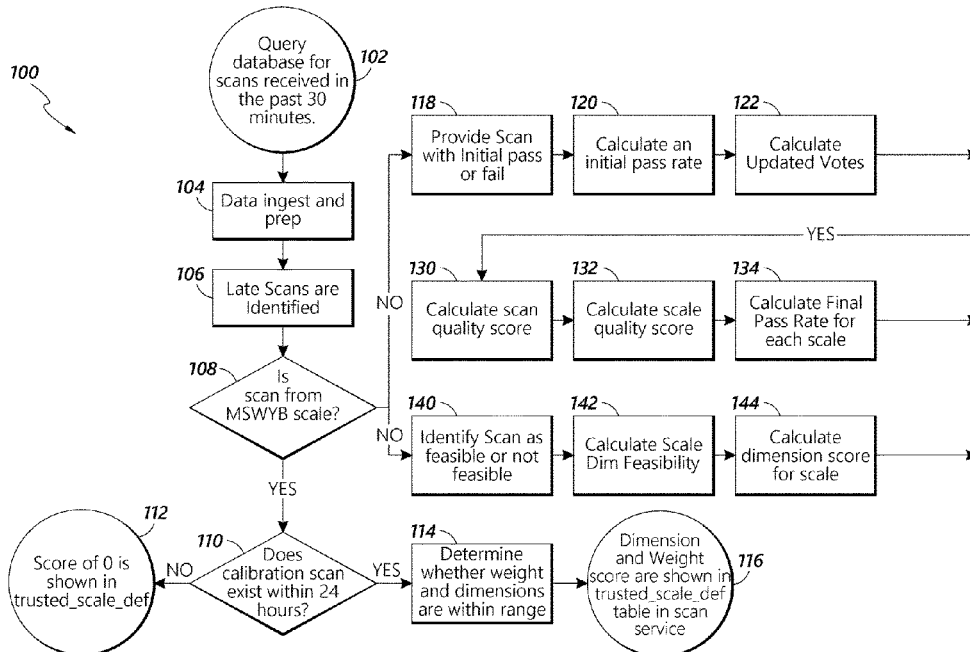 100
Query
database for
scans received in
the past 30
minutes.
102
104
Data ingest and
prep
106
Late Scans are
Identified
108
Is
scan from
MSWYB scale?
NO
NO
YES
118
Provide Scan
with Initial pass
or fail
120
Calculate an
initial pass rate
122
Calculate
Updated Votes
YES
130
Calculate scan
quality score
132
Calculate scale
quality score
134
Calculate Final
Pass Rate for
each scale
140
Identify Scan as
feasible or not
feasible
142
Calculate Scale
Dim Feasibility
144
Calculate
dimension score
for scale
112
Score of 0 is
shown in
trusted_scale_def
NO
110
Does
calibration scan
exist within 24
hours?
YES
114
Determine
whether weight
and dimensions
are within range
Dimension
and Weight
score are shown in
trusted_scale_def
table in scan
service
116